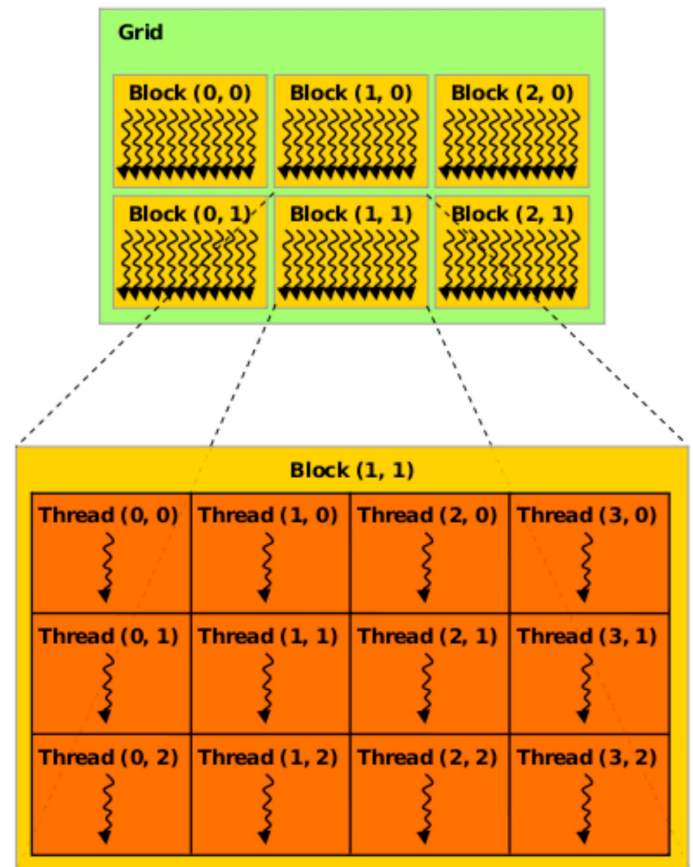 Grid
Block (0, 0) Block (1, 0) Block (2, 0)
Block (0, 1) Block (1, 1) Block (2, 1)
Block (1, 1)
Thread (0, 0) Thread (1, 0) Thread (2, 0) Thread (3, 0)
Thread (0, 1) Thread (1, 1) Thread (2, 1) Thread (3, 1)
Thread (0, 2) Thread (1, 2) Thread (2, 2) Thread (3, 2)